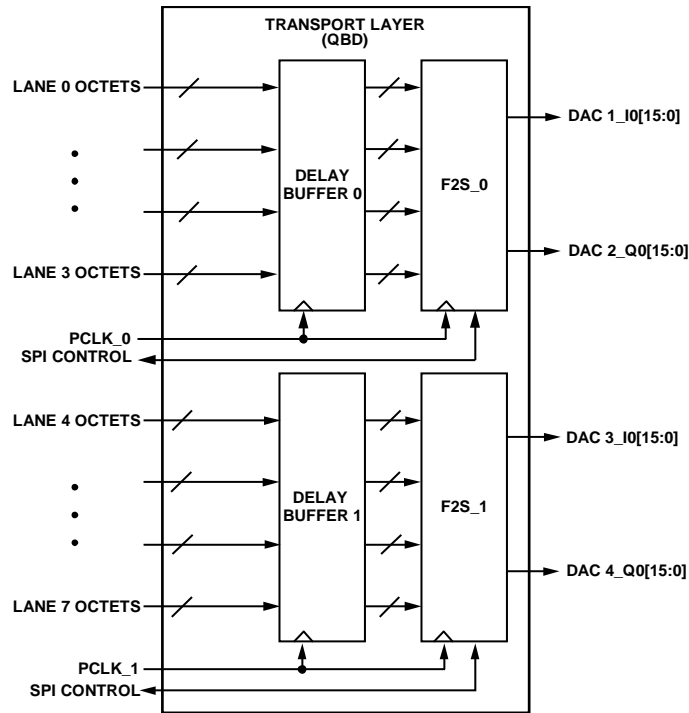 TRANSPORT LAYER
(QBD)
LANE 0 OCTETS
DELAY
BUFFER 0
F2S_0
DAC 1_I0[15:0]
DAC 2_Q0[15:0]
LANE 3 OCTETS
PCLK_0
SPI CONTROL
LANE 4 OCTETS
DELAY
BUFFER 1
F2S_1
DAC 3_I0[15:0]
DAC 4_Q0[15:0]
LANE 7 OCTETS
PCLK_1
SPI CONTROL